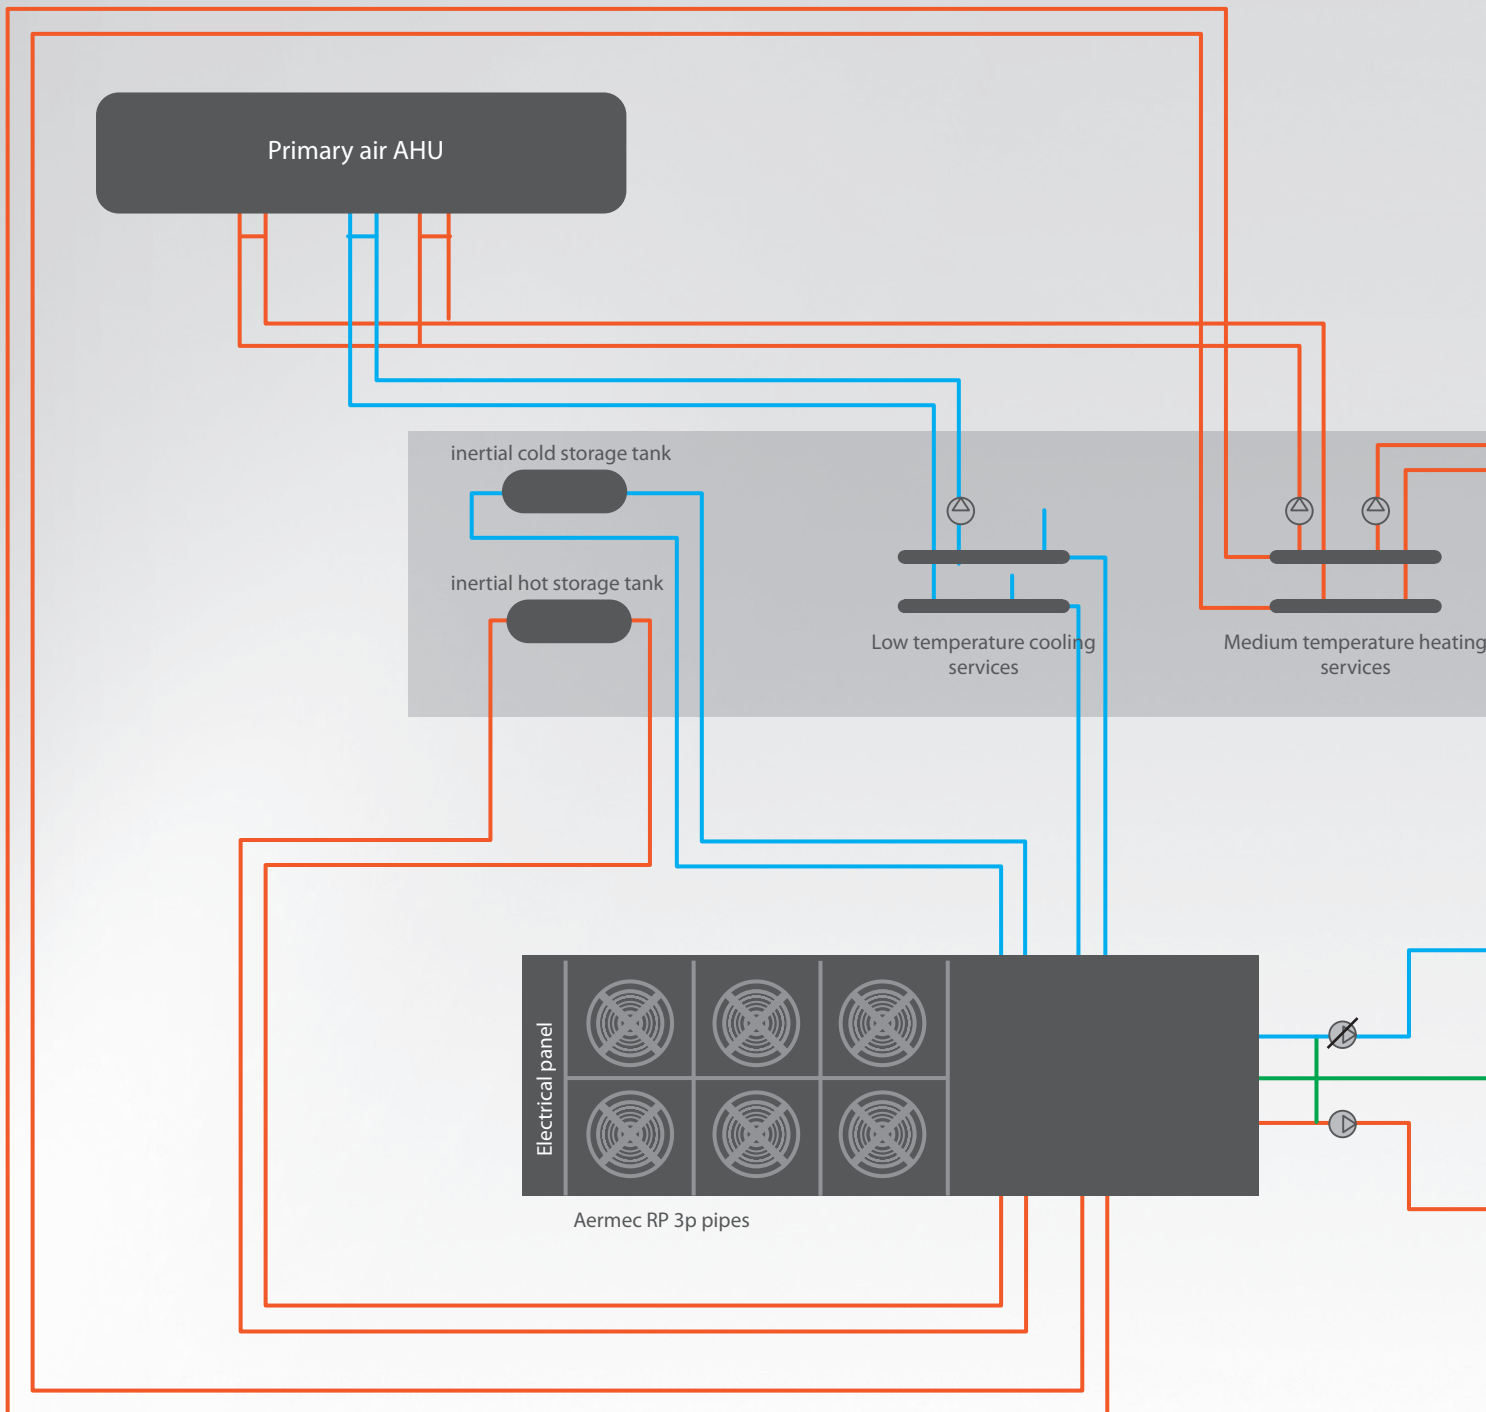 Primary air AHU
inertial cold storage tank
inertial hot storage tank
Low temperature cooling
services
Medium temperature heating
services
Electrical panel
Aermec RP 3p pipes